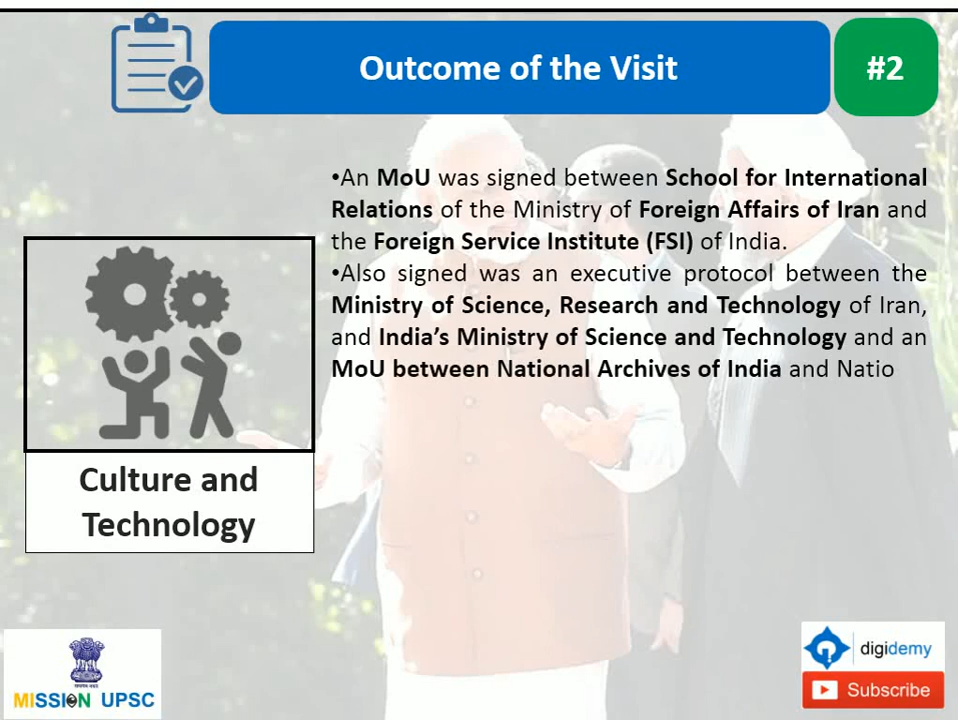 Outcome of the Visit
#2
•An MoU was signed between School for International
Relations of the Ministry of Foreign Affairs of Iran and
the Foreign Service Institute (FSI) of India.
•Also signed was an executive protocol between the
Ministry of Science, Research and Technology of Iran,
and India’s Ministry of Science and Technology and an
MoU between National Archives of India and Natio
Culture and
Technology
MISSION UPSC
digidemy
Subscribe